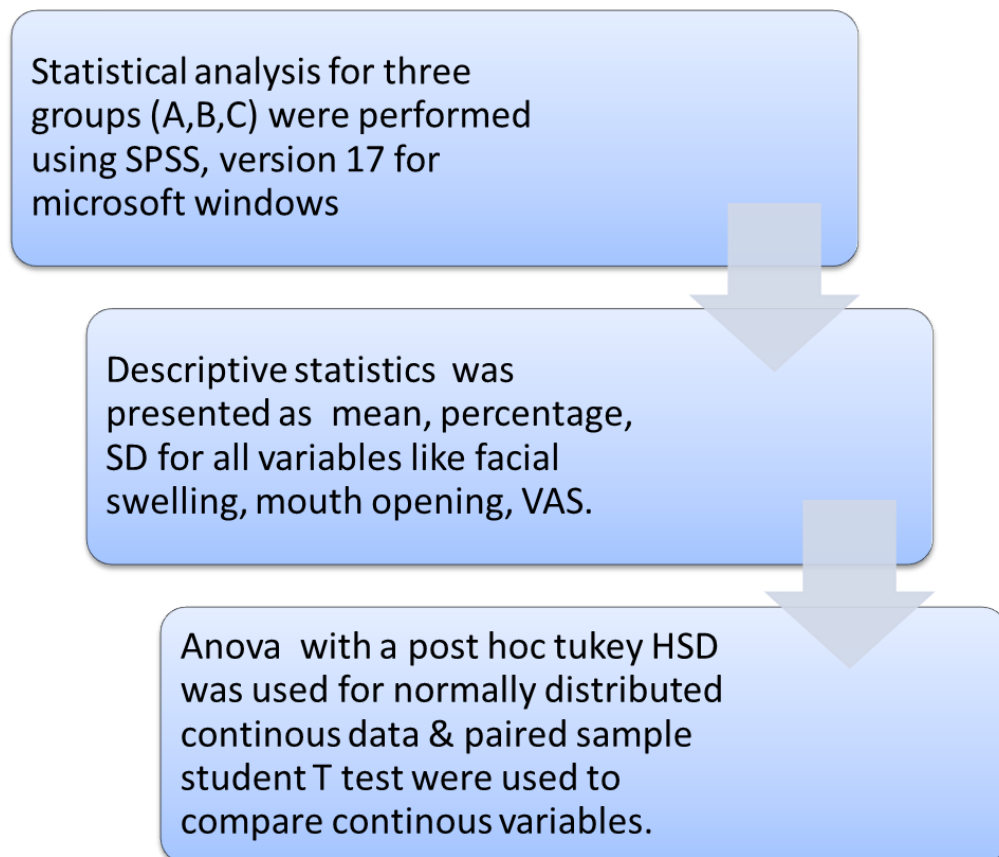 Statistical analysis for three
groups (A,B,C) were performed
using SPSS, version 17 for
microsoft windows
Descriptive statistics was
presented as mean, percentage,
SD for all variables like facial
swelling, mouth opening, VAS.
Anova with a post hoc tukey HSD
was used for normally distributed
continous data & paired sample
student T test were used to
compare continous variables.